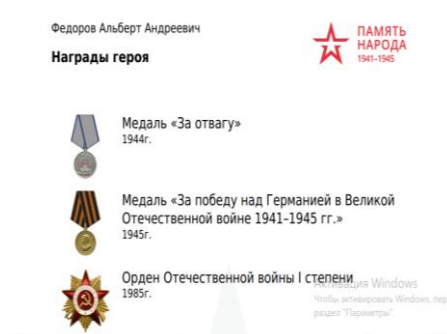 Федоров Альберт Андреевич
Награды героя
ПАМЯТЬ
НАРОДА
1941–1945
Медаль «За отвагу»
1944г.
Медаль «За победу над Германией в Великой
Отечественной войне 1941–1945 гг.»
1945г.
Орден Отечественной войны I степени
1985г.
Активация Windows
Чтобы активировать Windows, пер
раздел "Параметры".